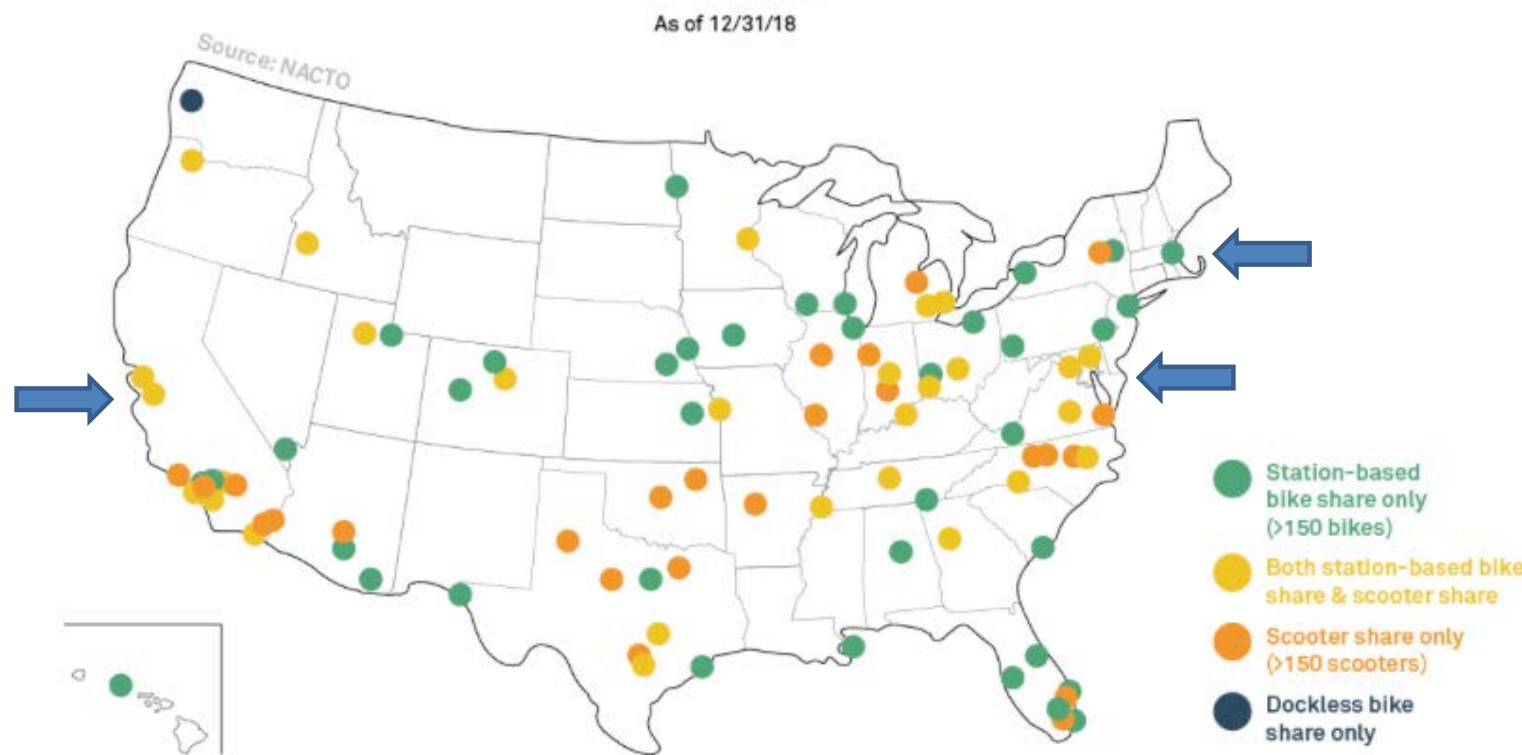 As of 12/31/18
Source: NACTO
Station-based
bike share only
(>150 bikes)
Both station-based bike
share & scooter share
Scooter share only
(>150 scooters)
Dockless bike
share only